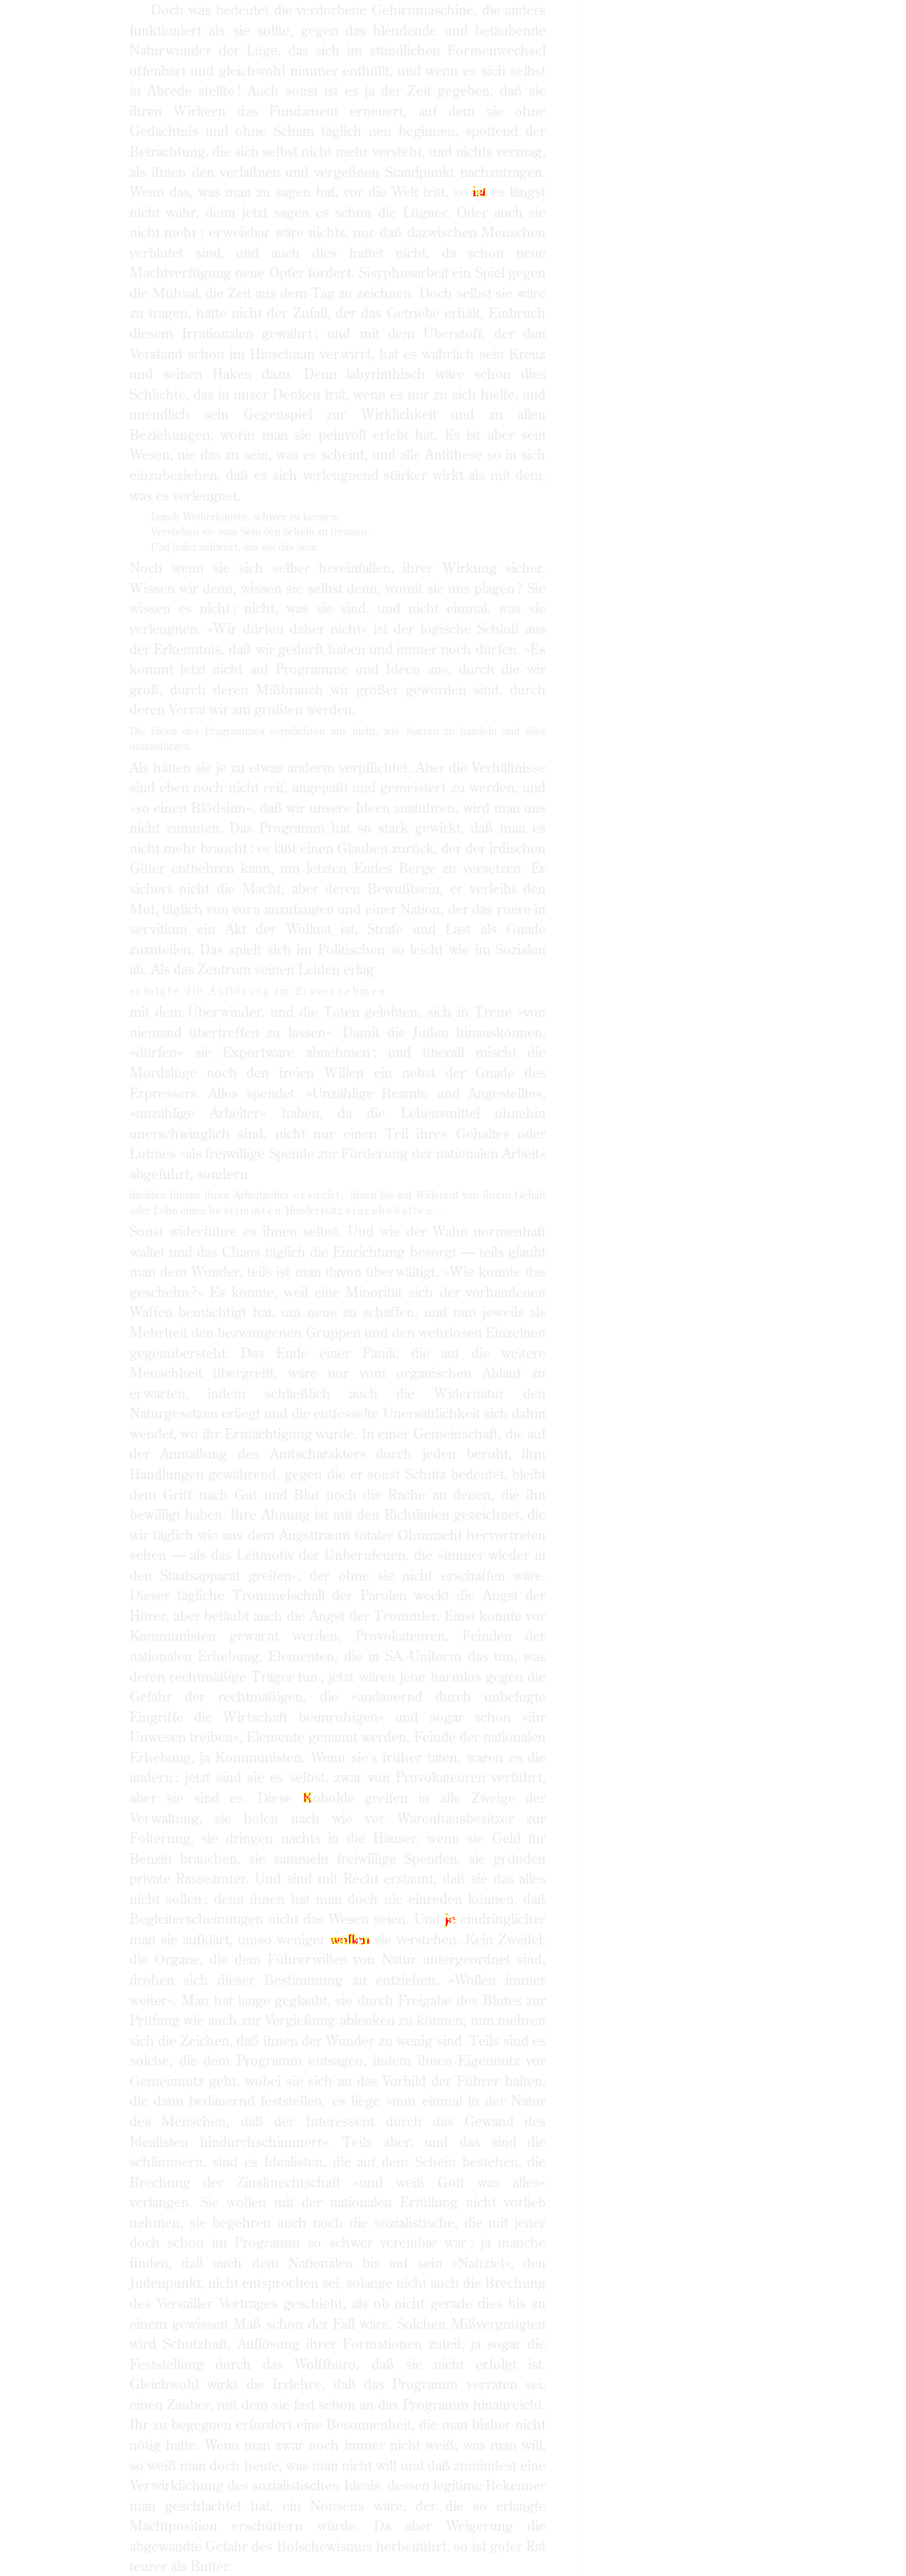 Doch was bedeutet die verdorbene Gehirnmaschine, die anders
funktioniert als sie sollte, gegen das blendende und betäubende
Naturwunder der Lüge, das sich im stündlichen Formenwechsel
offenbart und gleichwohl nimmer enthüllt, und wenn es sich selbst
in Abrede stellte ! Auch sonst ist es ja der Zeit gegeben, daß sie
ihren Wirkern das Fundament erneuert, auf dem sie ohne
Gedächtnis und ohne Scham täglich neu beginnen, spottend der
Betrachtung, die sich selbst nicht mehr versteht, und nichts vermag,
als ihnen den verlaßnen und vergeßnen Standpunkt nachzutragen.
Wenn das, was man zu sagen hat, vor die Welt tritt, so ist es längst
nicht wahr, denn jetzt sagen es schon die Lügner. Oder auch sie
nicht mehr ; erweisbar wäre nichts, nur daß dazwischen Menschen
verblutet sind, und auch dies haftet nicht, da schon neue
Machtverfügung neue Opfer fordert, Sisyphusarbeit ein Spiel gegen
die Mühsal, die Zeit aus dem Tag zu zeichnen. Doch selbst sie wäre
zu tragen, hätte nicht der Zufall, der das Getriebe erhält, Einbruch
diesem Irrationalen gewährt ; und mit dem Überstoff, der den
Verstand schon im Hinschaun verwirrt, hat es wahrlich sein Kreuz
und seinen Haken dazu. Denn labyrinthisch wäre schon dies
Schlichte, das in unser Denken trat, wenn es nur zu sich hielte, und
unendlich sein Gegenspiel zur Wirklichkeit und zu allen
Beziehungen, worin man sie peinvoll erlebt hat. Es ist aber sein
Wesen, nie das zu sein, was es scheint, und alle Antithese so in sich
einzubeziehen, daß es sich verleugnend stärker wirkt als mit dem,
was es verleugnet.
Durch Weiberkünste, schwer zu kennen,
Verstehen sie vom Sein den Schein zu trennen,
Und jeder schwört, das sei das Sein.
Noch wenn sie sich selber hereinfallen, ihrer Wirkung sicher.
Wissen wir denn, wissen sie selbst denn, womit sie uns plagen ? Sie
wissen es nicht ; nicht, was sie sind, und nicht einmal, was sie
verleugnen. »Wir dürfen daher nicht« ist der logische Schluß aus
der Erkenntnis, daß wir gedurft haben und immer noch dürfen. »Es
kommt jetzt nicht auf Programme und Ideen an«, durch die wir
groß, durch deren Mißbrauch wir größer geworden sind, durch
deren Verrat wir am größten werden.
Die Ideen des Programmes verpflichten uns nicht, wie Narren zu handeln und alles
umzustürzen.
Als hätten sie je zu etwas anderm verpflichtet. Aber die Verhältnisse
sind eben noch nicht reif, angepaßt und gemeistert zu werden, und
»so einen Blödsinn«, daß wir unsere Ideen ausführen, wird man uns
nicht zumuten. Das Programm hat so stark gewirkt, daß man es
nicht mehr braucht ; es läßt einen Glauben zurück, der der irdischen
Güter entbehren kann, um letzten Endes Berge zu versetzen. Er
sichert nicht die Macht, aber deren Bewußtsein, er verleiht den
Mut, täglich von vorn anzufangen und einer Nation, der das ruere in
servitium ein Akt der Wollust ist, Strafe und Last als Gnade
zuzuteilen. Das spielt sich im Politischen so leicht wie im Sozialen
ab. Als das Zentrum seinen Leiden erlag
erfolgte die Auflösung im Einvernehmen
mit dem Überwinder, und die Toten gelobten, sich in Treue »von
niemand übertreffen zu lassen«. Damit die Juden hinauskönnen,
»dürfen« sie Exportware abnehmen ; und überall mischt die
Mordslüge noch den freien Willen ein nebst der Gnade des
Erpressers. Alles spendet. »Unzählige Beamte und Angestellte«,
»unzählige Arbeiter« haben, da die Lebensmittel ohnehin
unerschwinglich sind, nicht nur einen Teil ihres Gehaltes oder
Lohnes »als freiwillige Spende zur Förderung der nationalen Arbeit«
abgeführt, sondern
darüber hinaus ihren Arbeitgeber ersucht, ihnen bis auf Widerruf von ihrem Gehalt
oder Lohn einen bestimmten Hundertsatz einzubehalten . .
Sonst widerführe es ihnen selbst. Und wie der Wahn normenhaft
waltet und das Chaos täglich die Einrichtung besorgt — teils glaubt
man dem Wunder, teils ist man davon überwältigt. »Wie konnte das
geschehn ?« Es konnte, weil eine Minorität sich der vorhandenen
Waffen bemächtigt hat, um neue zu schaffen, und nun jeweils als
Mehrheit den bezwungenen Gruppen und den wehrlosen Einzelnen
gegenübersteht. Das Ende einer Panik, die auf die weitere
Menschheit übergreift, wäre nur vom organischen Ablauf zu
erwarten, indem schließlich auch die Widernatur den
Naturgesetzen erliegt und die entfesselte Unersättlichkeit sich dahin
wendet, wo ihr Ermächtigung wurde. In einer Gemeinschaft, die auf
der Anmaßung des Amtscharakters durch jeden beruht, ihm
Handlungen gewährend, gegen die er sonst Schutz bedeutet, bleibt
dem Griff nach Gut und Blut noch die Rache an denen, die ihn
bewilligt haben. Ihre Ahnung ist mit den Richtlinien gezeichnet, die
wir täglich wie aus dem Angsttraum totaler Ohnmacht hervortreten
sehen — als das Leitmotiv der Unberufenen, die »immer wieder in
den Staatsapparat greifen«, der ohne sie nicht erschaffen wäre.
Dieser tägliche Trommelschall der Parolen weckt die Angst der
Hörer, aber betäubt auch die Angst der Trommler. Einst konnte vor
Kommunisten gewarnt werden, Provokateuren, Feinden der
nationalen Erhebung, Elementen, die in SA.-Uniform das tun, was
deren rechtmäßige Träger tun ; jetzt wären jene harmlos gegen die
Gefahr der rechtmäßigen, die »andauernd durch unbefugte
Eingriffe die Wirtschaft beunruhigen« und sogar schon »ihr
Unwesen treiben«, Elemente genannt werden, Feinde der nationalen
Erhebung, ja Kommunisten. Wenn sie's früher taten, waren es die
andern ; jetzt sind sie es selbst, zwar von Provokateuren verführt,
aber sie sind es. Diese Kobolde greifen in alle Zweige der
Verwaltung, sie holen nach wie vor Warenhausbesitzer zur
Folterung, sie dringen nachts in die Häuser, wenn sie Geld für
Benzin brauchen, sie sammeln freiwillige Spenden, sie gründen
private Rasseämter. Und sind mit Recht erstaunt, daß sie das alles
nicht sollen ; denn ihnen hat man doch nie einreden können, daß
Begleiterscheinungen nicht das Wesen seien. Und je eindringlicher
man sie aufklärt, umso weniger wollen sie verstehen. Kein Zweifel,
die Organe, die dem Führerwillen von Natur untergeordnet sind,
drohen sich dieser Bestimmung zu entziehen. »Wollen immer
weiter«. Man hat lange geglaubt, sie durch Freigabe des Blutes zur
Prüfung wie auch zur Vergießung ablenken zu können, nun mehren
sich die Zeichen, daß ihnen der Wunder zu wenig sind. Teils sind es
solche, die dem Programm entsagen, indem ihnen Eigennutz vor
Gemeinnutz geht, wobei sie sich an das Vorbild der Führer halten,
die dann bedauernd feststellen, es liege »nun einmal in der Natur
des Menschen, daß der Interessent durch das Gewand des
Idealisten hindurchschimmert«. Teils aber, und das sind die
schlimmern, sind es Idealisten, die auf dem Schein bestehen, die
Brechung der Zinsknechtschaft »und weiß Gott was alles«
verlangen. Sie wollen mit der nationalen Erfüllung nicht vorlieb
nehmen, sie begehren auch noch die sozialistische, die mit jener
doch schon im Programm so schwer vereinbar war ; ja manche
finden, daß auch dem Nationalen bis auf sein »Nahziel«, den
Judenpunkt, nicht entsprochen sei, solange nicht auch die Brechung
des Versailler Vertrages geschieht, als ob nicht gerade dies bis zu
einem gewissen Maß schon der Fall wäre. Solchen Mißvergnügten
wird Schutzhaft, Auflösung ihrer Formationen zuteil, ja sogar die
Feststellung durch das Wolffbüro, daß sie nicht erfolgt ist.
Gleichwohl wirkt die Irrlehre, daß das Programm verraten sei,
einen Zauber, mit dem sie fast schon an das Programm hinanreicht.
Ihr zu begegnen erfordert eine Besonnenheit, die man bisher nicht
nötig hatte. Wenn man zwar noch immer nicht weiß, was man will,
so weiß man doch heute, was man nicht will und daß zumindest eine
Verwirklichung des sozialistischen Ideals, dessen legitime Bekenner
man geschlachtet hat, ein Nonsens wäre, der die so erlangte
Machtposition erschüttern würde. Da aber Weigerung die
abgewandte Gefahr des Bolschewismus herbeiführt, so ist guter Rat
teurer als Butter.